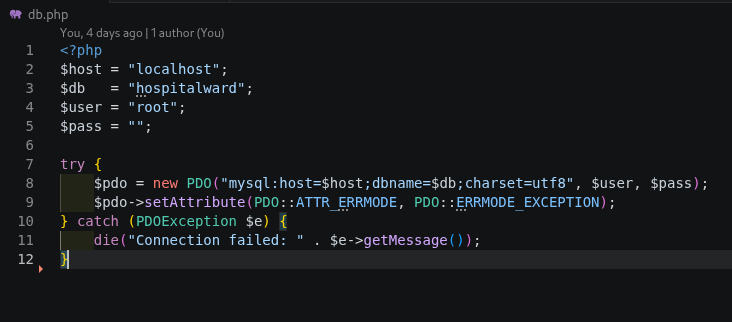 db.php
You, 4 days ago | 1 author (You)
1 <?php
2 $host = "localhost";
3 $db   = "hospitalward";
4 $user = "root";
5 $pass = "";
6
7 try {
8     $pdo = new PDO("mysql:host=$host;dbname=$db;charset=utf8", $user, $pass);
9     $pdo->setAttribute(PDO::ATTR_ERRMODE, PDO::ERRMODE_EXCEPTION);
10 } catch (PDOException $e) {
11     die("Connection failed: " . $e->getMessage());
12 }